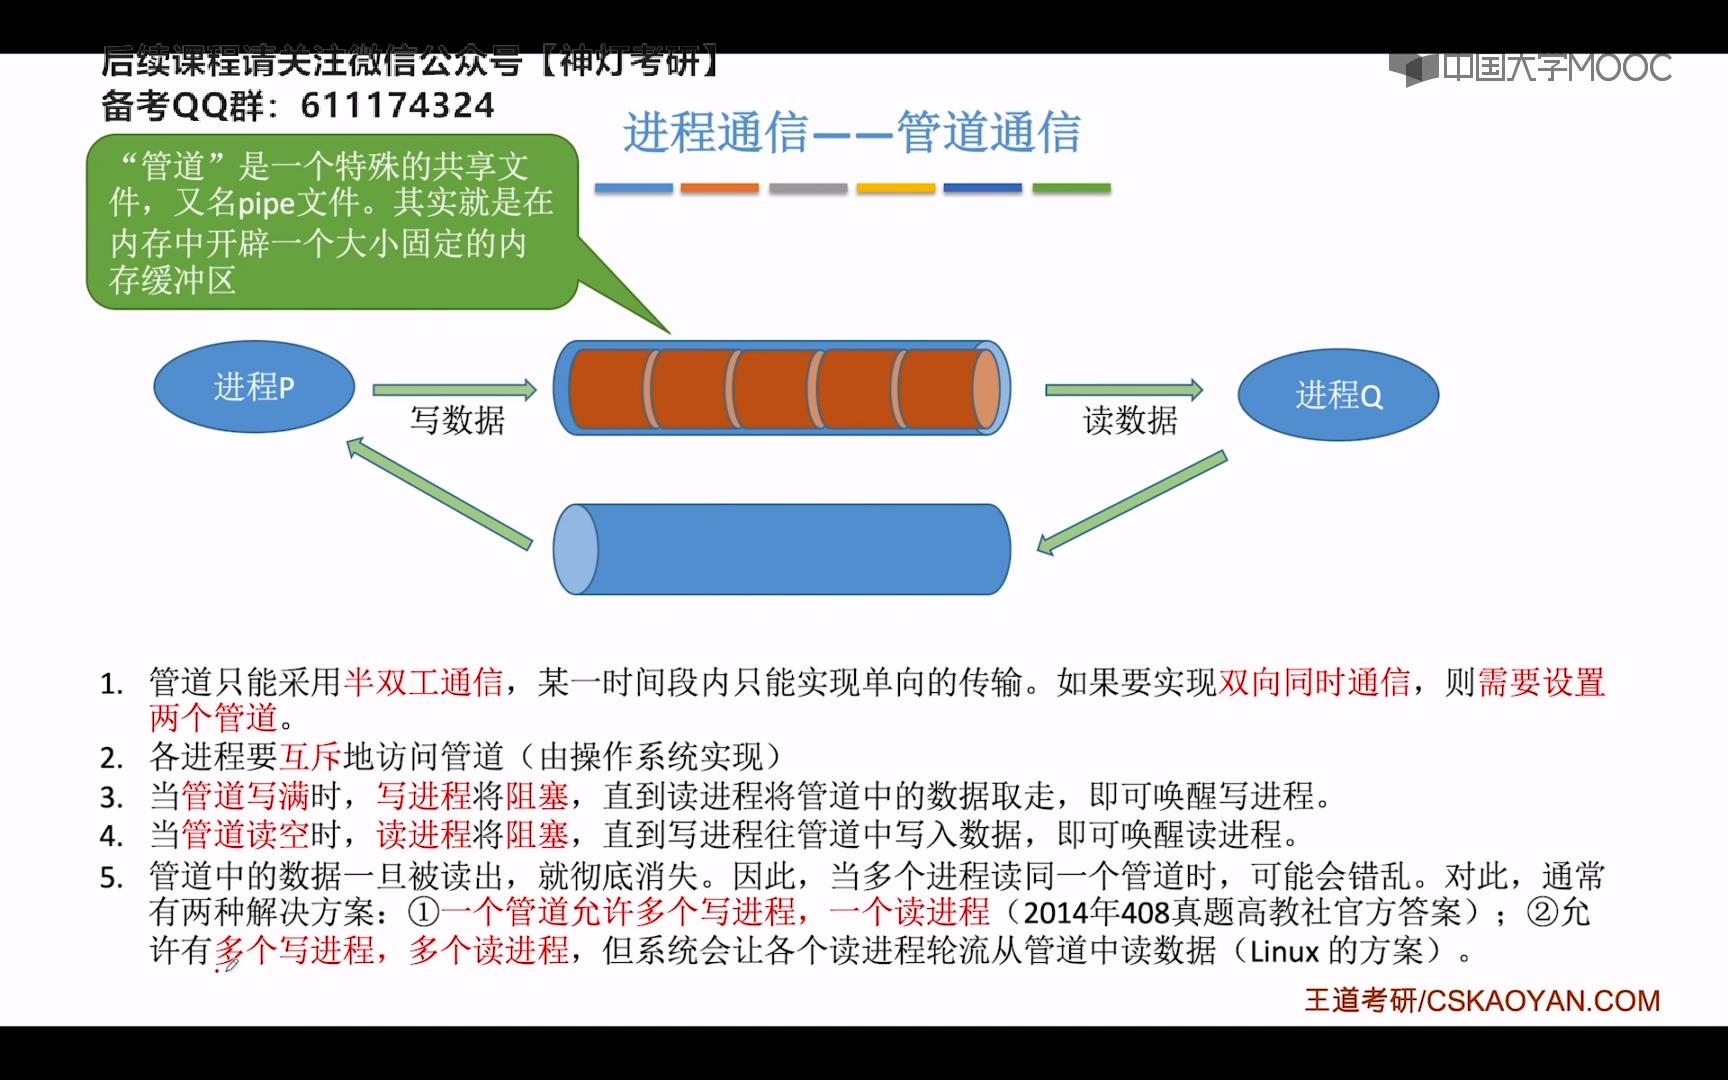 后续课程请关注微信公众号【神灯考研】
备考QQ群：611174324
中国大学MOOC
进程通信——管道通信
“管道”是一个特殊的共享文
件，又名pipe文件。其实就是在
内存中开辟一个大小固定的内
存缓冲区
进程P
写数据
读数据
进程Q
1. 管道只能采用半双工通信，某一时间段内只能实现单向的传输。如果要实现双向同时通信，则需要设置
两个管道。
2. 各进程要互斥地访问管道（由操作系统实现）
3. 当管道写满时，写进程将阻塞，直到读进程将管道中的数据取走，即可唤醒写进程。
4. 当管道读空时，读进程将阻塞，直到写进程往管道中写入数据，即可唤醒读进程。
5. 管道中的数据一旦被读出，就彻底消失。因此，当多个进程读同一个管道时，可能会错乱。对此，通常
有两种解决方案：①一个管道允许多个写进程，一个读进程（2014年408真题高教社官方答案）；②允
许有多个写进程，多个读进程，但系统会让各个读进程轮流从管道中读数据（Linux 的方案）。
王道考研/CSKAOYAN.COM